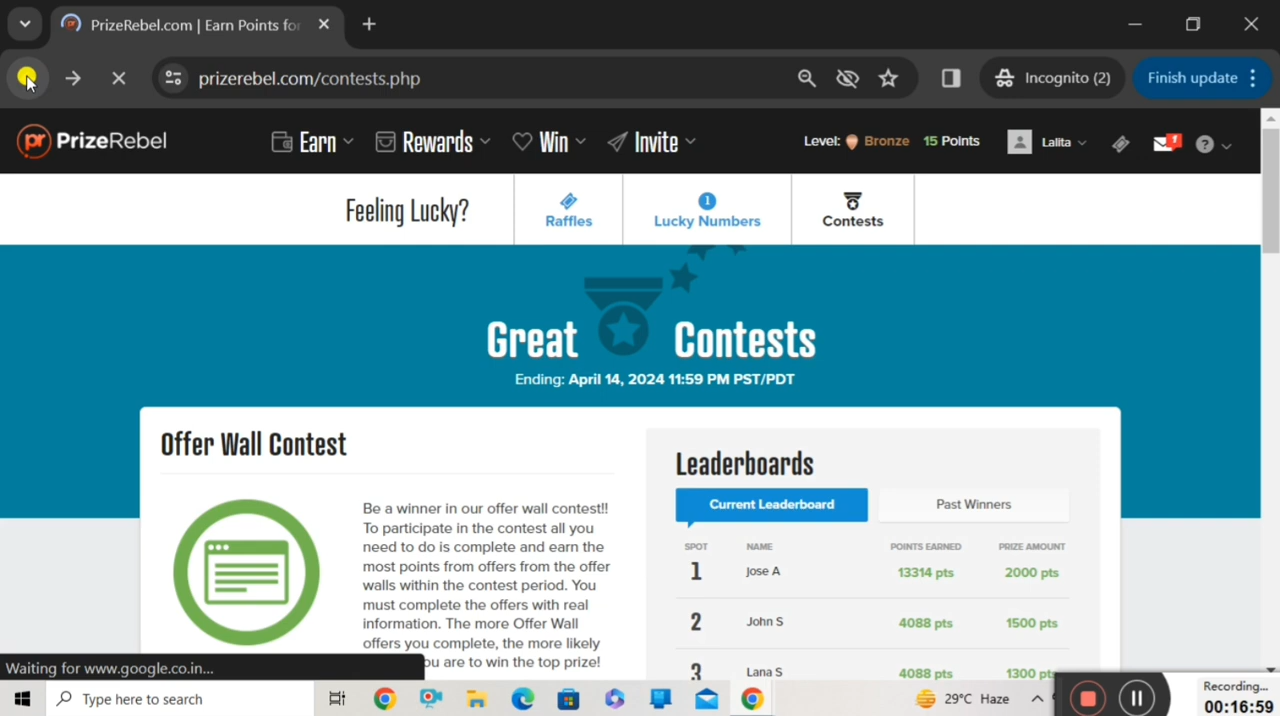 PrizeRebel.com | Earn Points for
prizerebel.com/contests.php
Incognito (2)
Finish update
pr PrizeRebel
Earn
Rewards
Win
Invite
Level: Bronze 15 Points
Lalita
1
?
Feeling Lucky?
Raffles
1
Lucky Numbers
Contests
Great Contests
Ending: April 14, 2024 11:59 PM PST/PDT
Offer Wall Contest
Be a winner in our offer wall contest!!
To participate in the contest all you
need to do is complete and earn the
most points from offers from the offer
walls within the contest period. You
must complete the offers with real
information. The more Offer Wall
offers you complete, the more likely
you are to win the top prize!
Leaderboards
Current Leaderboard
Past Winners
SPOT NAME POINTS EARNED PRIZE AMOUNT
1 Jose A 13314 pts 2000 pts
2 John S 4088 pts 1500 pts
3 Lana S 4088 pts 1300 pts
Waiting for www.google.co.in...
Type here to search
29°C Haze
Recording...
00:16:59